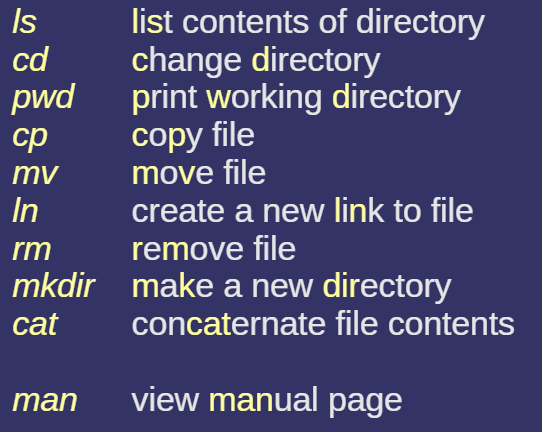 ls list contents of directory
cd change directory
pwd print working directory
cp copy file
mv move file
ln create a new link to file
rm remove file
mkdir make a new directory
cat concaternate file contents
man view manual page